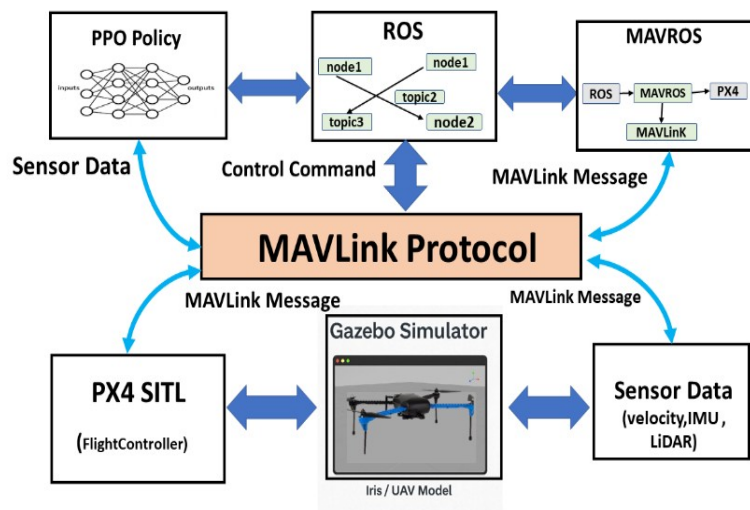 PPO Policy
inputs
outputs
ROS
node1
node1
topic2
topic3
node2
MAVROS
ROS
MAVROS
PX4
MAVLinK
Sensor Data
Control Command
MAVLink Message
MAVLink Protocol
MAVLink Message
MAVLink Message
PX4 SITL
(FlightController)
Gazebo Simulator
Iris / UAV Model
Sensor Data
(velocity,IMU ,
LiDAR)